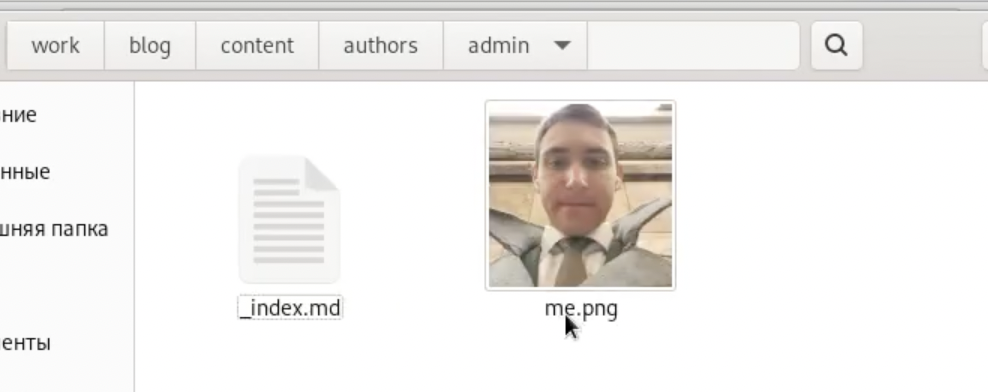 work blog content authors admin
ние
нные
шняя папка
_index.md me.png
енты